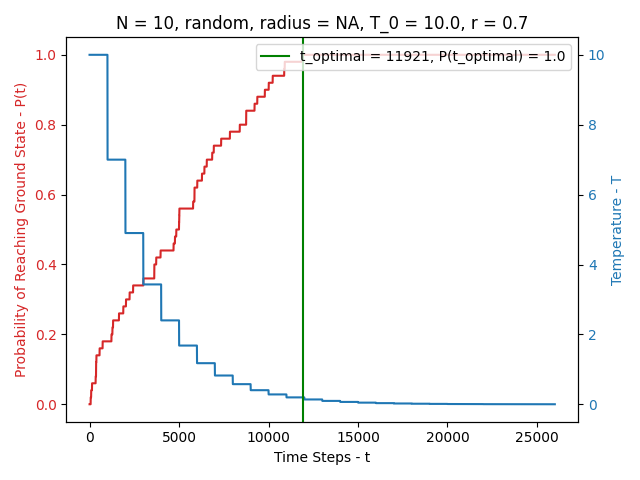 N = 10, random, radius = NA, T_0 = 10.0, r = 0.7
t_optimal = 11921, P(t_optimal) = 1.0
Probability of Reaching Ground State - P(t)
1.0
0.8
0.6
0.4
0.2
0.0
10
8
6
4
2
0
Temperature - T
0 5000 10000 15000 20000 25000
Time Steps - t